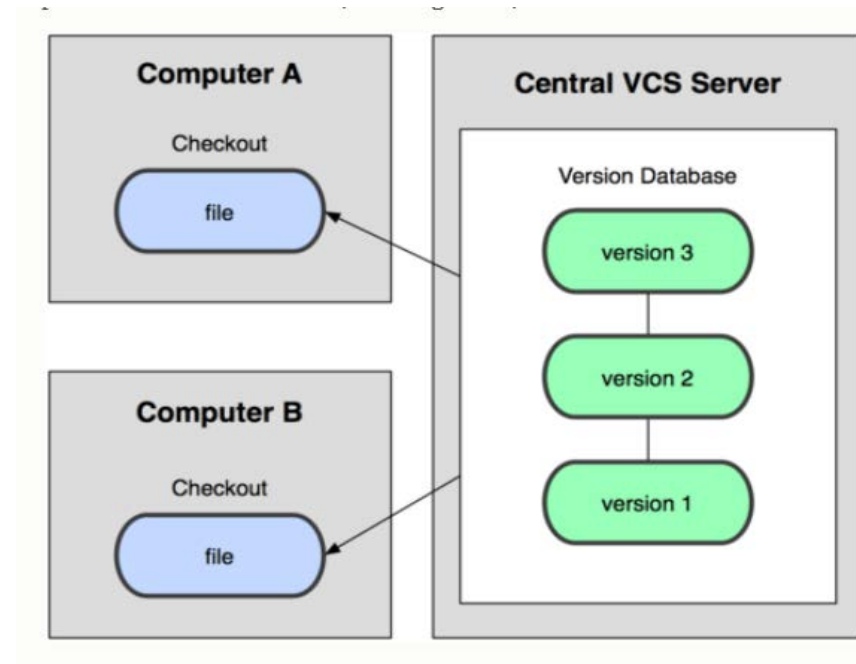 Computer A
Checkout
file
Computer B
Checkout
file
Central VCS Server
Version Database
version 3
version 2
version 1